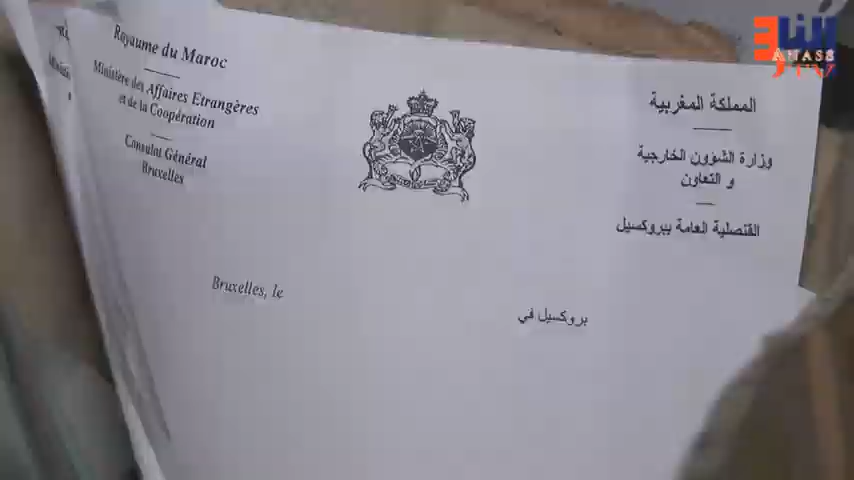 Royaume du Maroc
Ministère des Affaires Etrangères
et de la Coopération
Consulat Général
Bruxelles
المملكة المغربية
وزارة الشؤون الخارجية
و التعاون
القنصلية العامة ببروكسيل
Bruxelles, le
بروكسيل في
ANASS